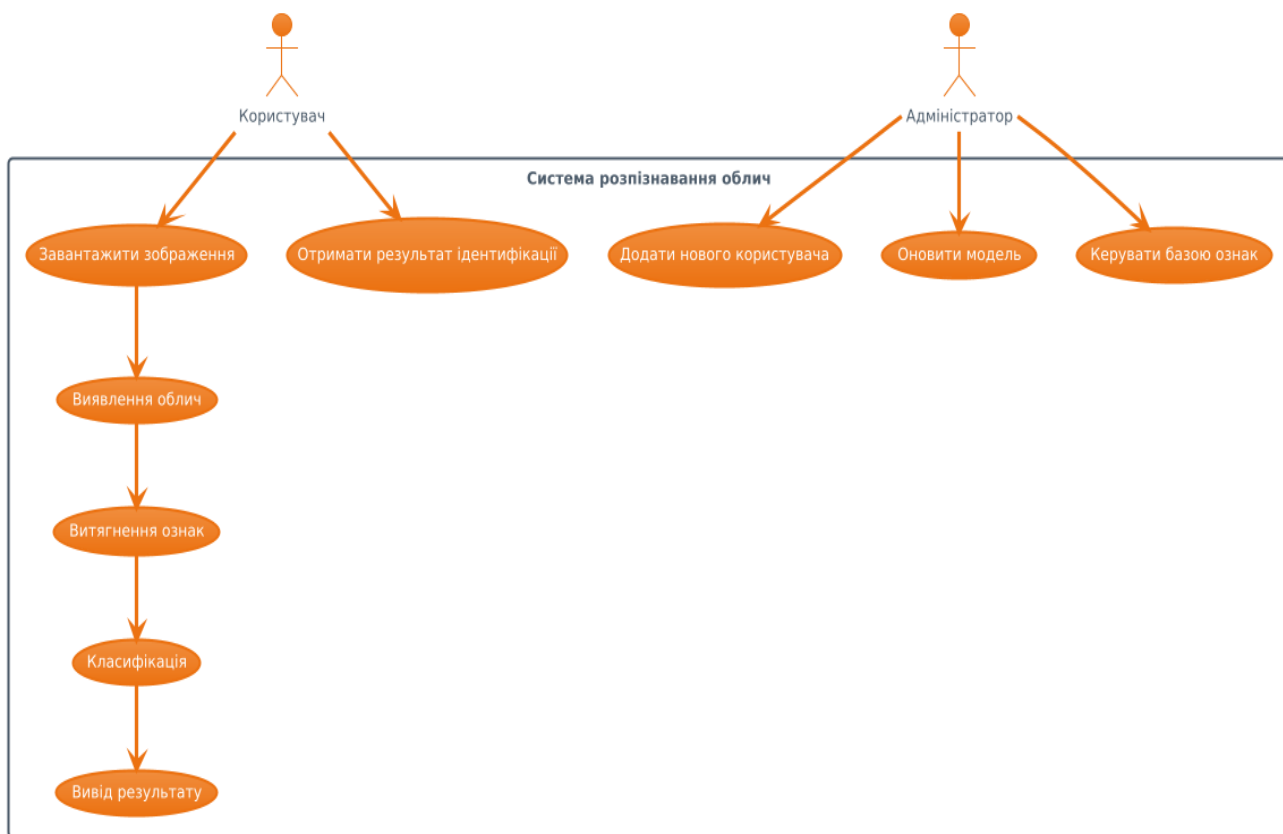 Користувач
Адміністратор
Система розпізнавання облич
Завантажити зображення
Отримати результат ідентифікації
Додати нового користувача
Оновити модель
Керувати базою ознак
Виявлення облич
Витягнення ознак
Класифікація
Вивід результату